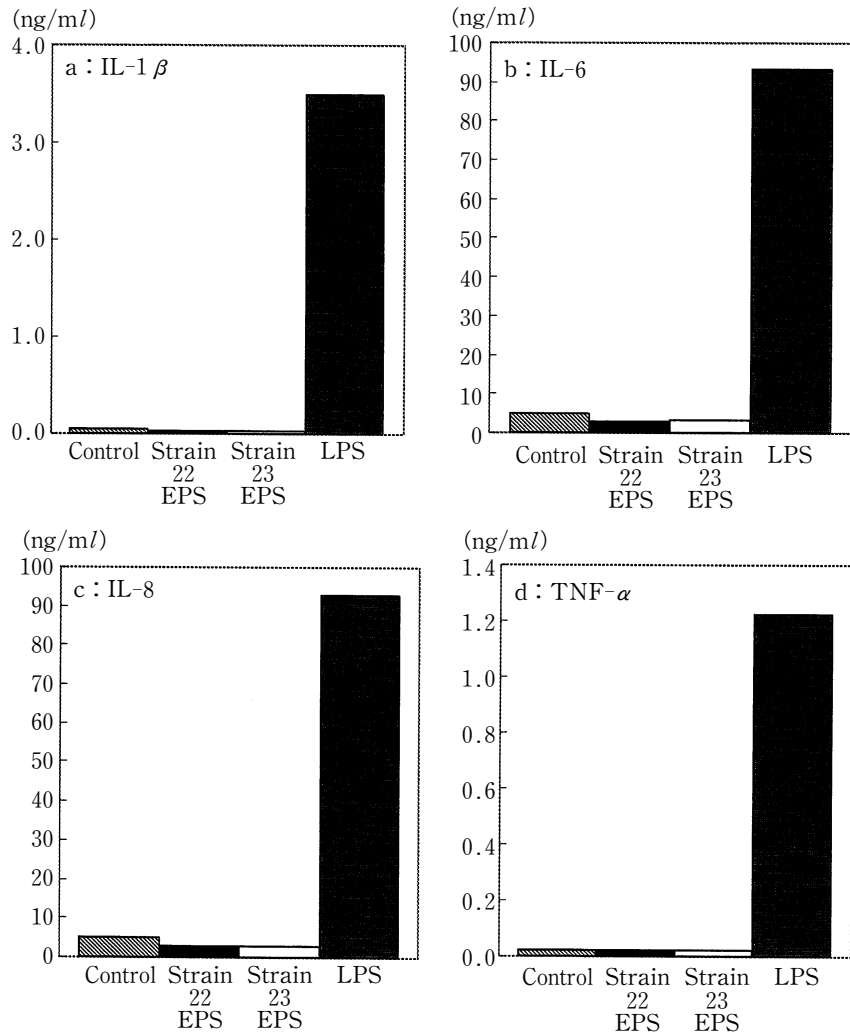 (ng/ml)
a：IL-1β
4.0
3.0
2.0
1.0
0.0
Control
Strain 22 EPS
Strain 23 EPS
LPS
(ng/ml)
b：IL-6
100
90
80
70
60
50
40
30
20
10
0
Control
Strain 22 EPS
Strain 23 EPS
LPS
(ng/ml)
c：IL-8
100
90
80
70
60
50
40
30
20
10
0
Control
Strain 22 EPS
Strain 23 EPS
LPS
(ng/ml)
d：TNF-α
1.4
1.2
1.0
0.8
0.6
0.4
0.2
0.0
Control
Strain 22 EPS
Strain 23 EPS
LPS